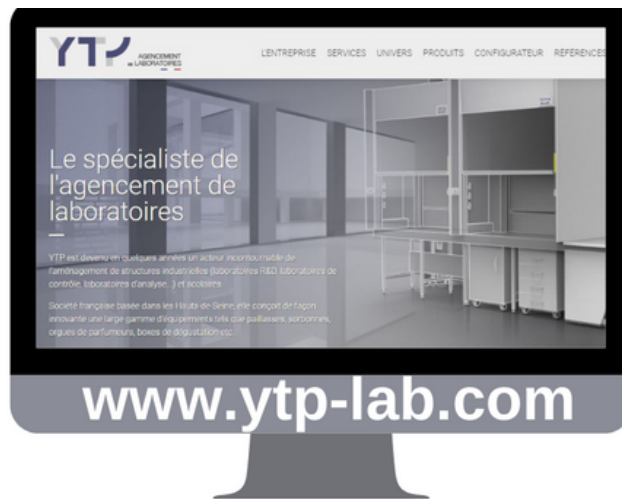 YTP AGENCEMENT
DE LABORATOIRES
L'ENTREPRISE SERVICES UNIVERS PRODUITS CONFIGURATEUR RÉFÉRENCES
Le spécialiste de
l'agencement de
laboratoires
YTP est devenu en quelques années un acteur incontournable de
l'aménagement de structures industrielles (laboratoires R&D, laboratoires de
contrôle, laboratoires d'analyse...) et scolaires.
Société française basée dans les Hauts-de-Seine, elle conçoit de façon
innovante une large gamme d'équipements tels que paillasses, sorbonnes,
orgues de parfumeurs, boxes de dégustation etc.
www.ytp-lab.com